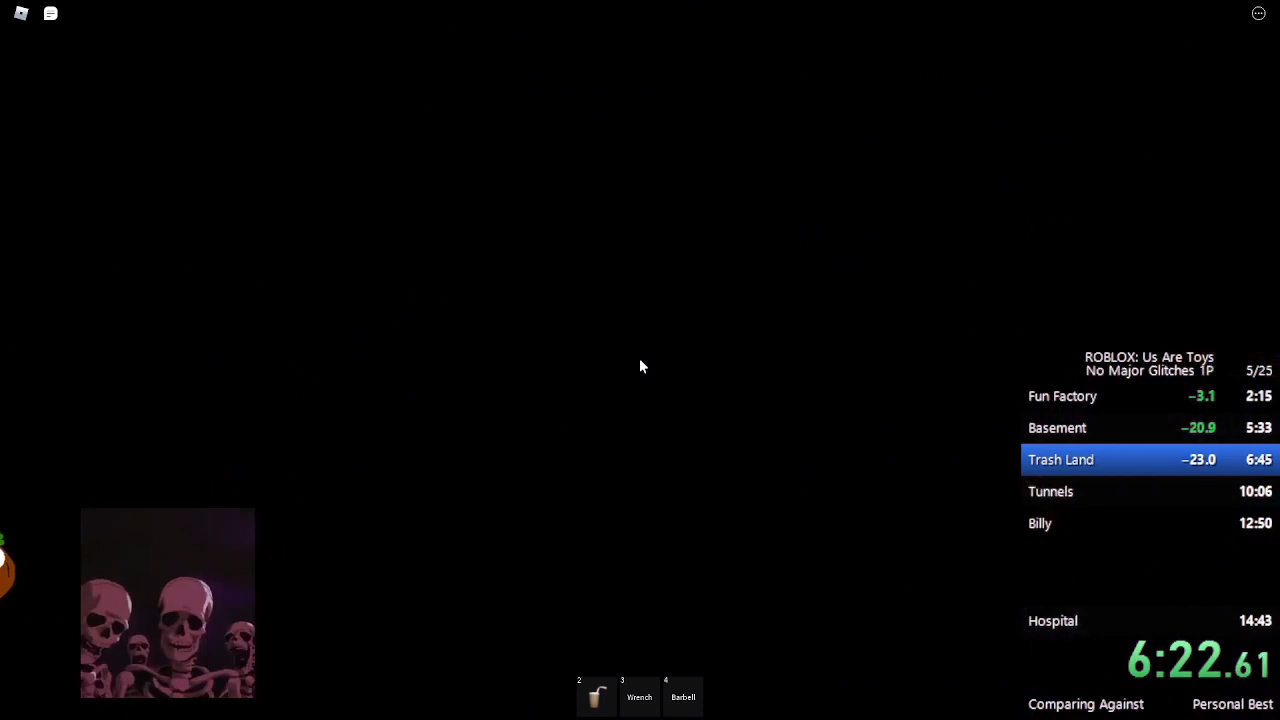 ROBLOX: Us Are Toys
No Major Glitches 1P 5/25
Fun Factory −3.1 2:15
Basement −20.9 5:33
Trash Land −23.0 6:45
Tunnels 10:06
Billy 12:50
Hospital 14:43
6:22.61
Comparing Against Personal Best
2
3 Wrench
4 Barbell